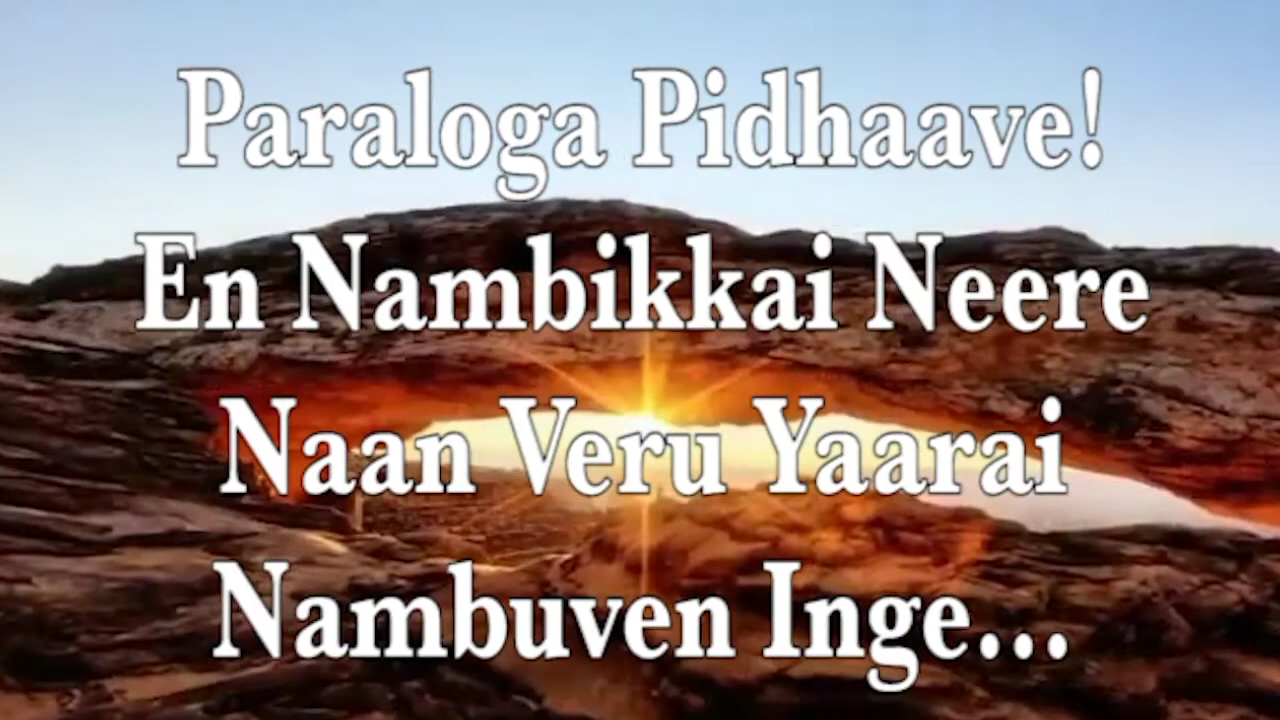 Paraloga Pidhaave!
En Nambikkai Neere
Naan Veru Yaarai
Nambuven Inge...